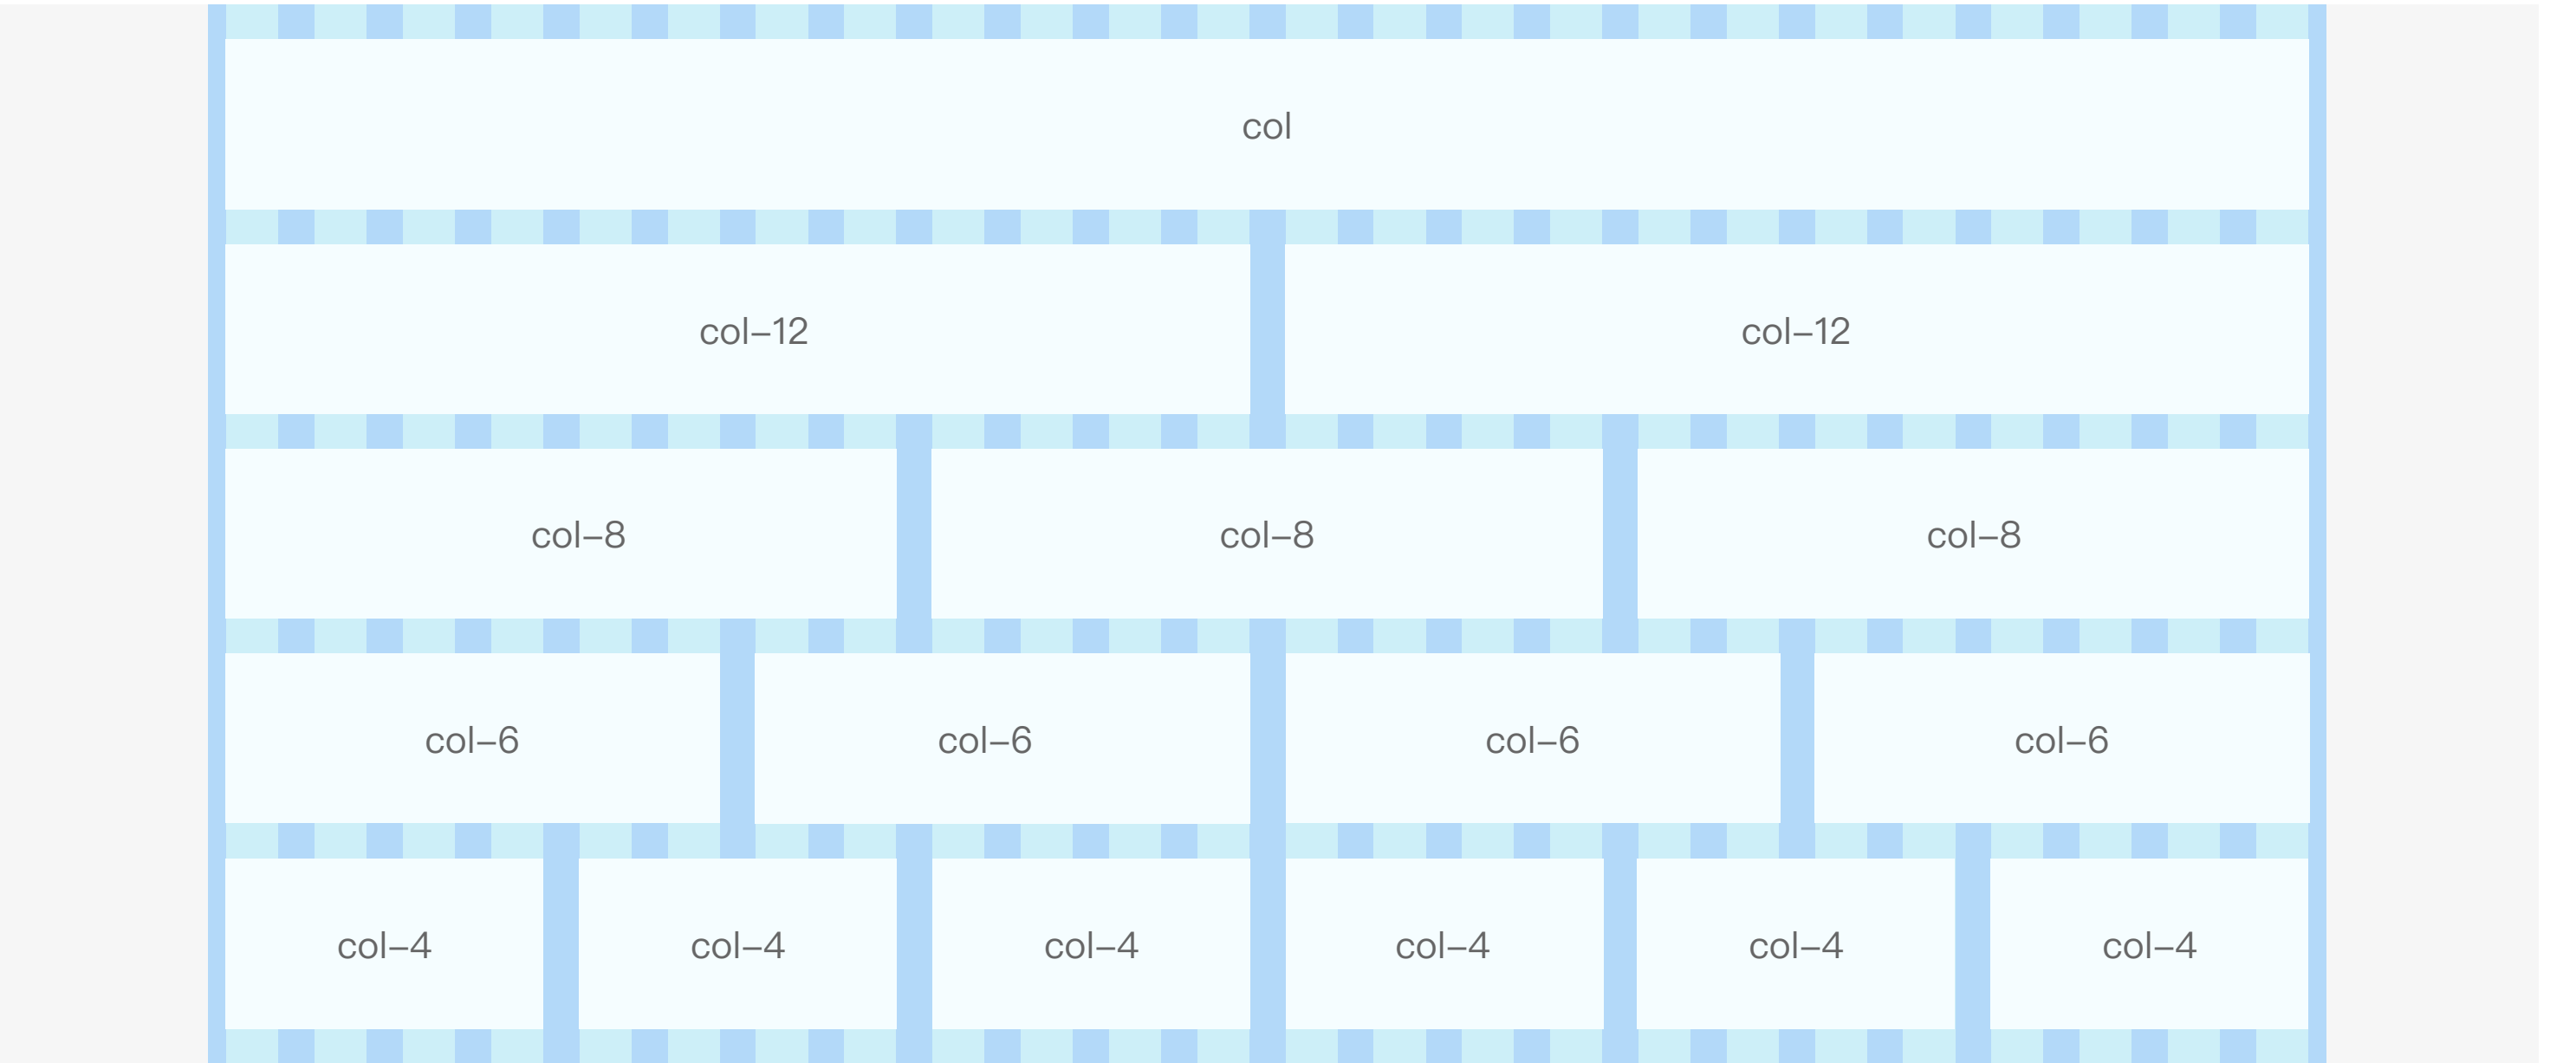 col
col–12 col–12
col–8 col–8 col–8
col–6 col–6 col–6 col–6
col–4 col–4 col–4 col–4 col–4 col–4